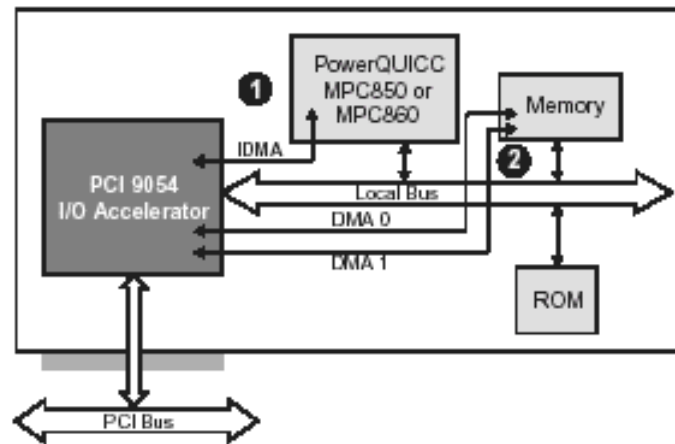 1
PowerQUICC
MPC850 or
MPC860
Memory
IDMA
2
PCI 9054
I/O Accelerator
Local Bus
DMA 0
DMA 1
ROM
PCI Bus